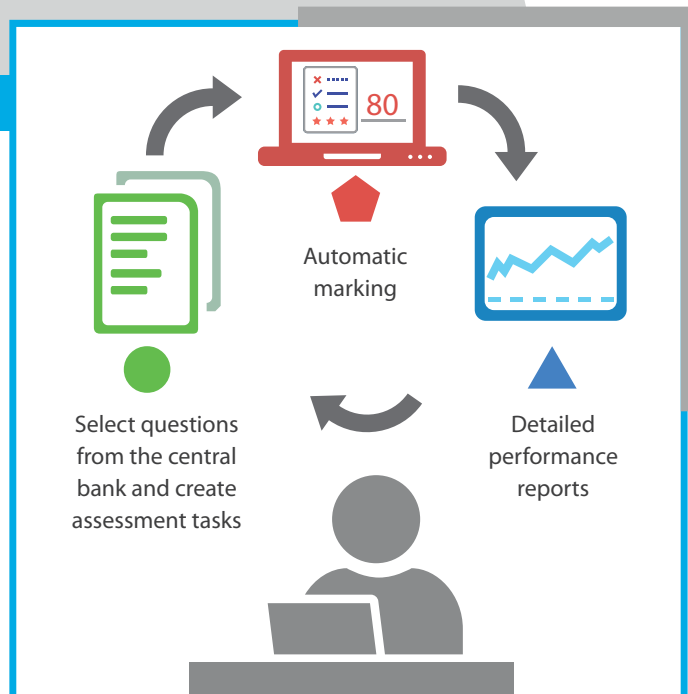 80
Automatic
marking
Select questions
from the central
bank and create
assessment tasks
Detailed
performance
reports